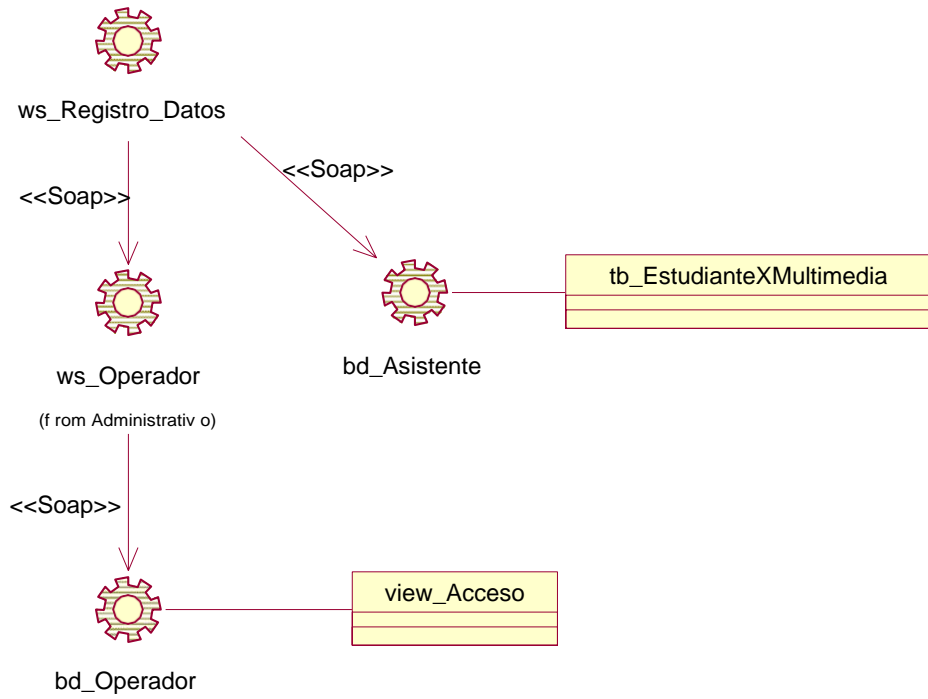 ws_Registro_Datos
<<Soap>>
<<Soap>>
tb_EstudianteXMultimedia
ws_Operador
bd_Asistente
(f rom Administrativ o)
<<Soap>>
view_Acceso
bd_Operador